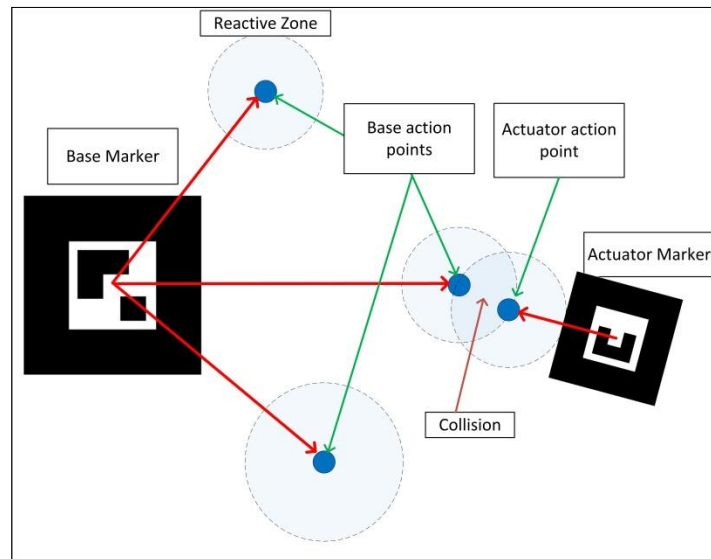 Reactive Zone
Base Marker
Base action
points
Actuator action
point
Actuator Marker
Collision